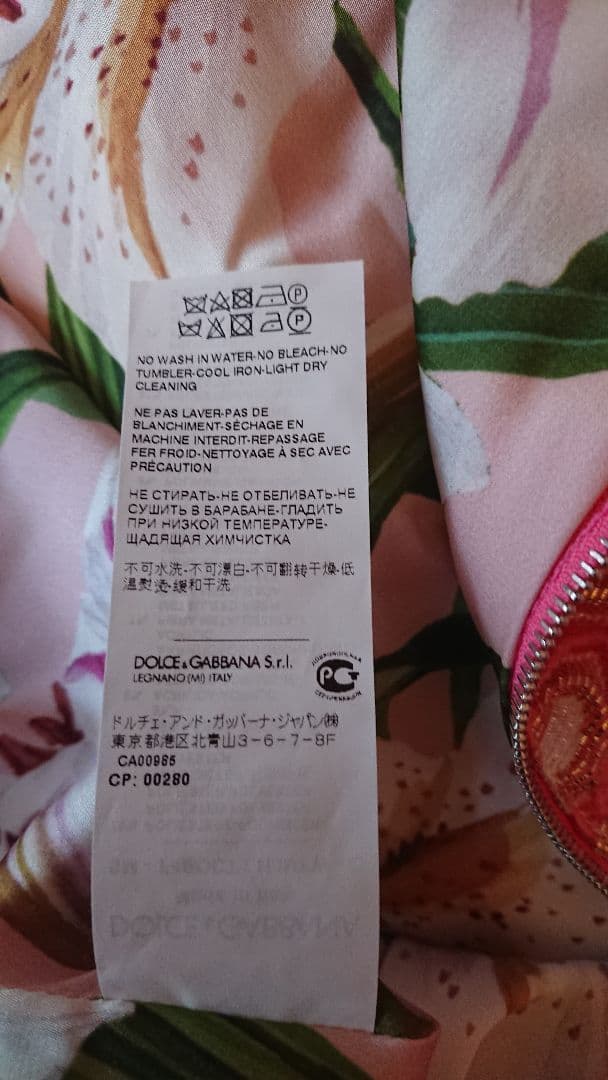 NO WASH IN WATER-NO BLEACH-NO
TUMBLER-COOL IRON-LIGHT DRY
CLEANING
NE PAS LAVER-PAS DE
BLANCHIMENT-SÉCHAGE EN
MACHINE INTERDIT-REPASSAGE
FER FROID-NETTOYAGE À SEC AVEC
PRÉCAUTION
НЕ СТИРАТЬ-НЕ ОТБЕЛИВАТЬ-НЕ
СУШИТЬ В БАРАБАНЕ-ГЛАДИТЬ
ПРИ НИЗКОЙ ТЕМПЕРАТУРЕ-
ЩАДЯЩАЯ ХИМЧИСТКА
不可水洗-不可漂白-不可翻转干燥-低
温熨烫-缓和干洗
DOLCE&GABBANA S.r.l.
LEGNANO (MI) ITALY
ドルチェ・アンド・ガッバーナ・ジャパン㈱
東京都港区北青山3-6-7-8F
CA00985
CP: 00280